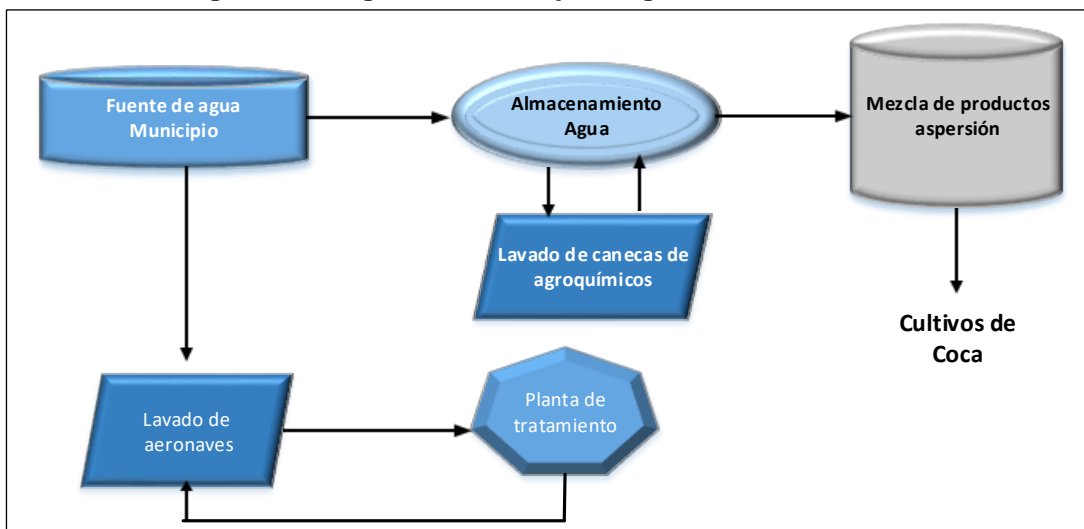 Fuente de agua
Municipio
Almacenamiento
Agua
Mezcla de productos
aspersión
Lavado de canecas de
agroquímicos
Cultivos de
Coca
Lavado de
aeronaves
Planta de
tratamiento